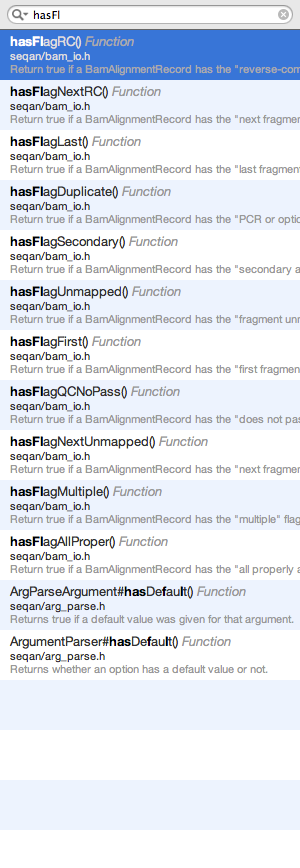 hasFl
hasFlagRC() Function
seqan/bam_io.h
Return true if a BamAlignmentRecord has the "reverse-com
hasFlagNextRC() Function
seqan/bam_io.h
Return true if a BamAlignmentRecord has the "next fragmen
hasFlagLast() Function
seqan/bam_io.h
Return true if a BamAlignmentRecord has the "last fragment
hasFlagDuplicate() Function
seqan/bam_io.h
Return true if a BamAlignmentRecord has the "PCR or optic
hasFlagSecondary() Function
seqan/bam_io.h
Return true if a BamAlignmentRecord has the "secondary a
hasFlagUnmapped() Function
seqan/bam_io.h
Return true if a BamAlignmentRecord has the "fragment unm
hasFlagFirst() Function
seqan/bam_io.h
Return true if a BamAlignmentRecord has the "first fragmen
hasFlagQCNoPass() Function
seqan/bam_io.h
Return true if a BamAlignmentRecord has the "does not pas
hasFlagNextUnmapped() Function
seqan/bam_io.h
Return true if a BamAlignmentRecord has the "next fragmen
hasFlagMultiple() Function
seqan/bam_io.h
Return true if a BamAlignmentRecord has the "multiple" flag
hasFlagAllProper() Function
seqan/bam_io.h
Return true if a BamAlignmentRecord has the "all properly a
ArgParseArgument#hasDefault() Function
seqan/arg_parse.h
Returns true if a default value was given for that argument.
ArgumentParser#hasDefault() Function
seqan/arg_parse.h
Returns whether an option has a default value or not.